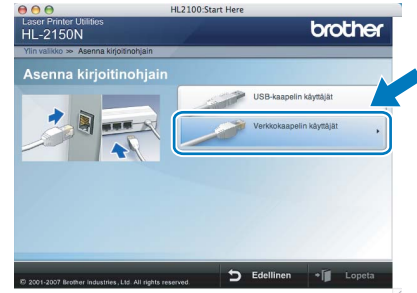 HL2100:Start Here
Laser Printer Utilities
HL-2150N
brother
Ylin valikko >> Asenna kirjoitinohjain
Asenna kirjoitinohjain
USB-kaapelin käyttäjät
Verkkokaapelin käyttäjät
© 2001-2007 Brother Industries, Ltd. All rights reserved
Edellinen
Lopeta